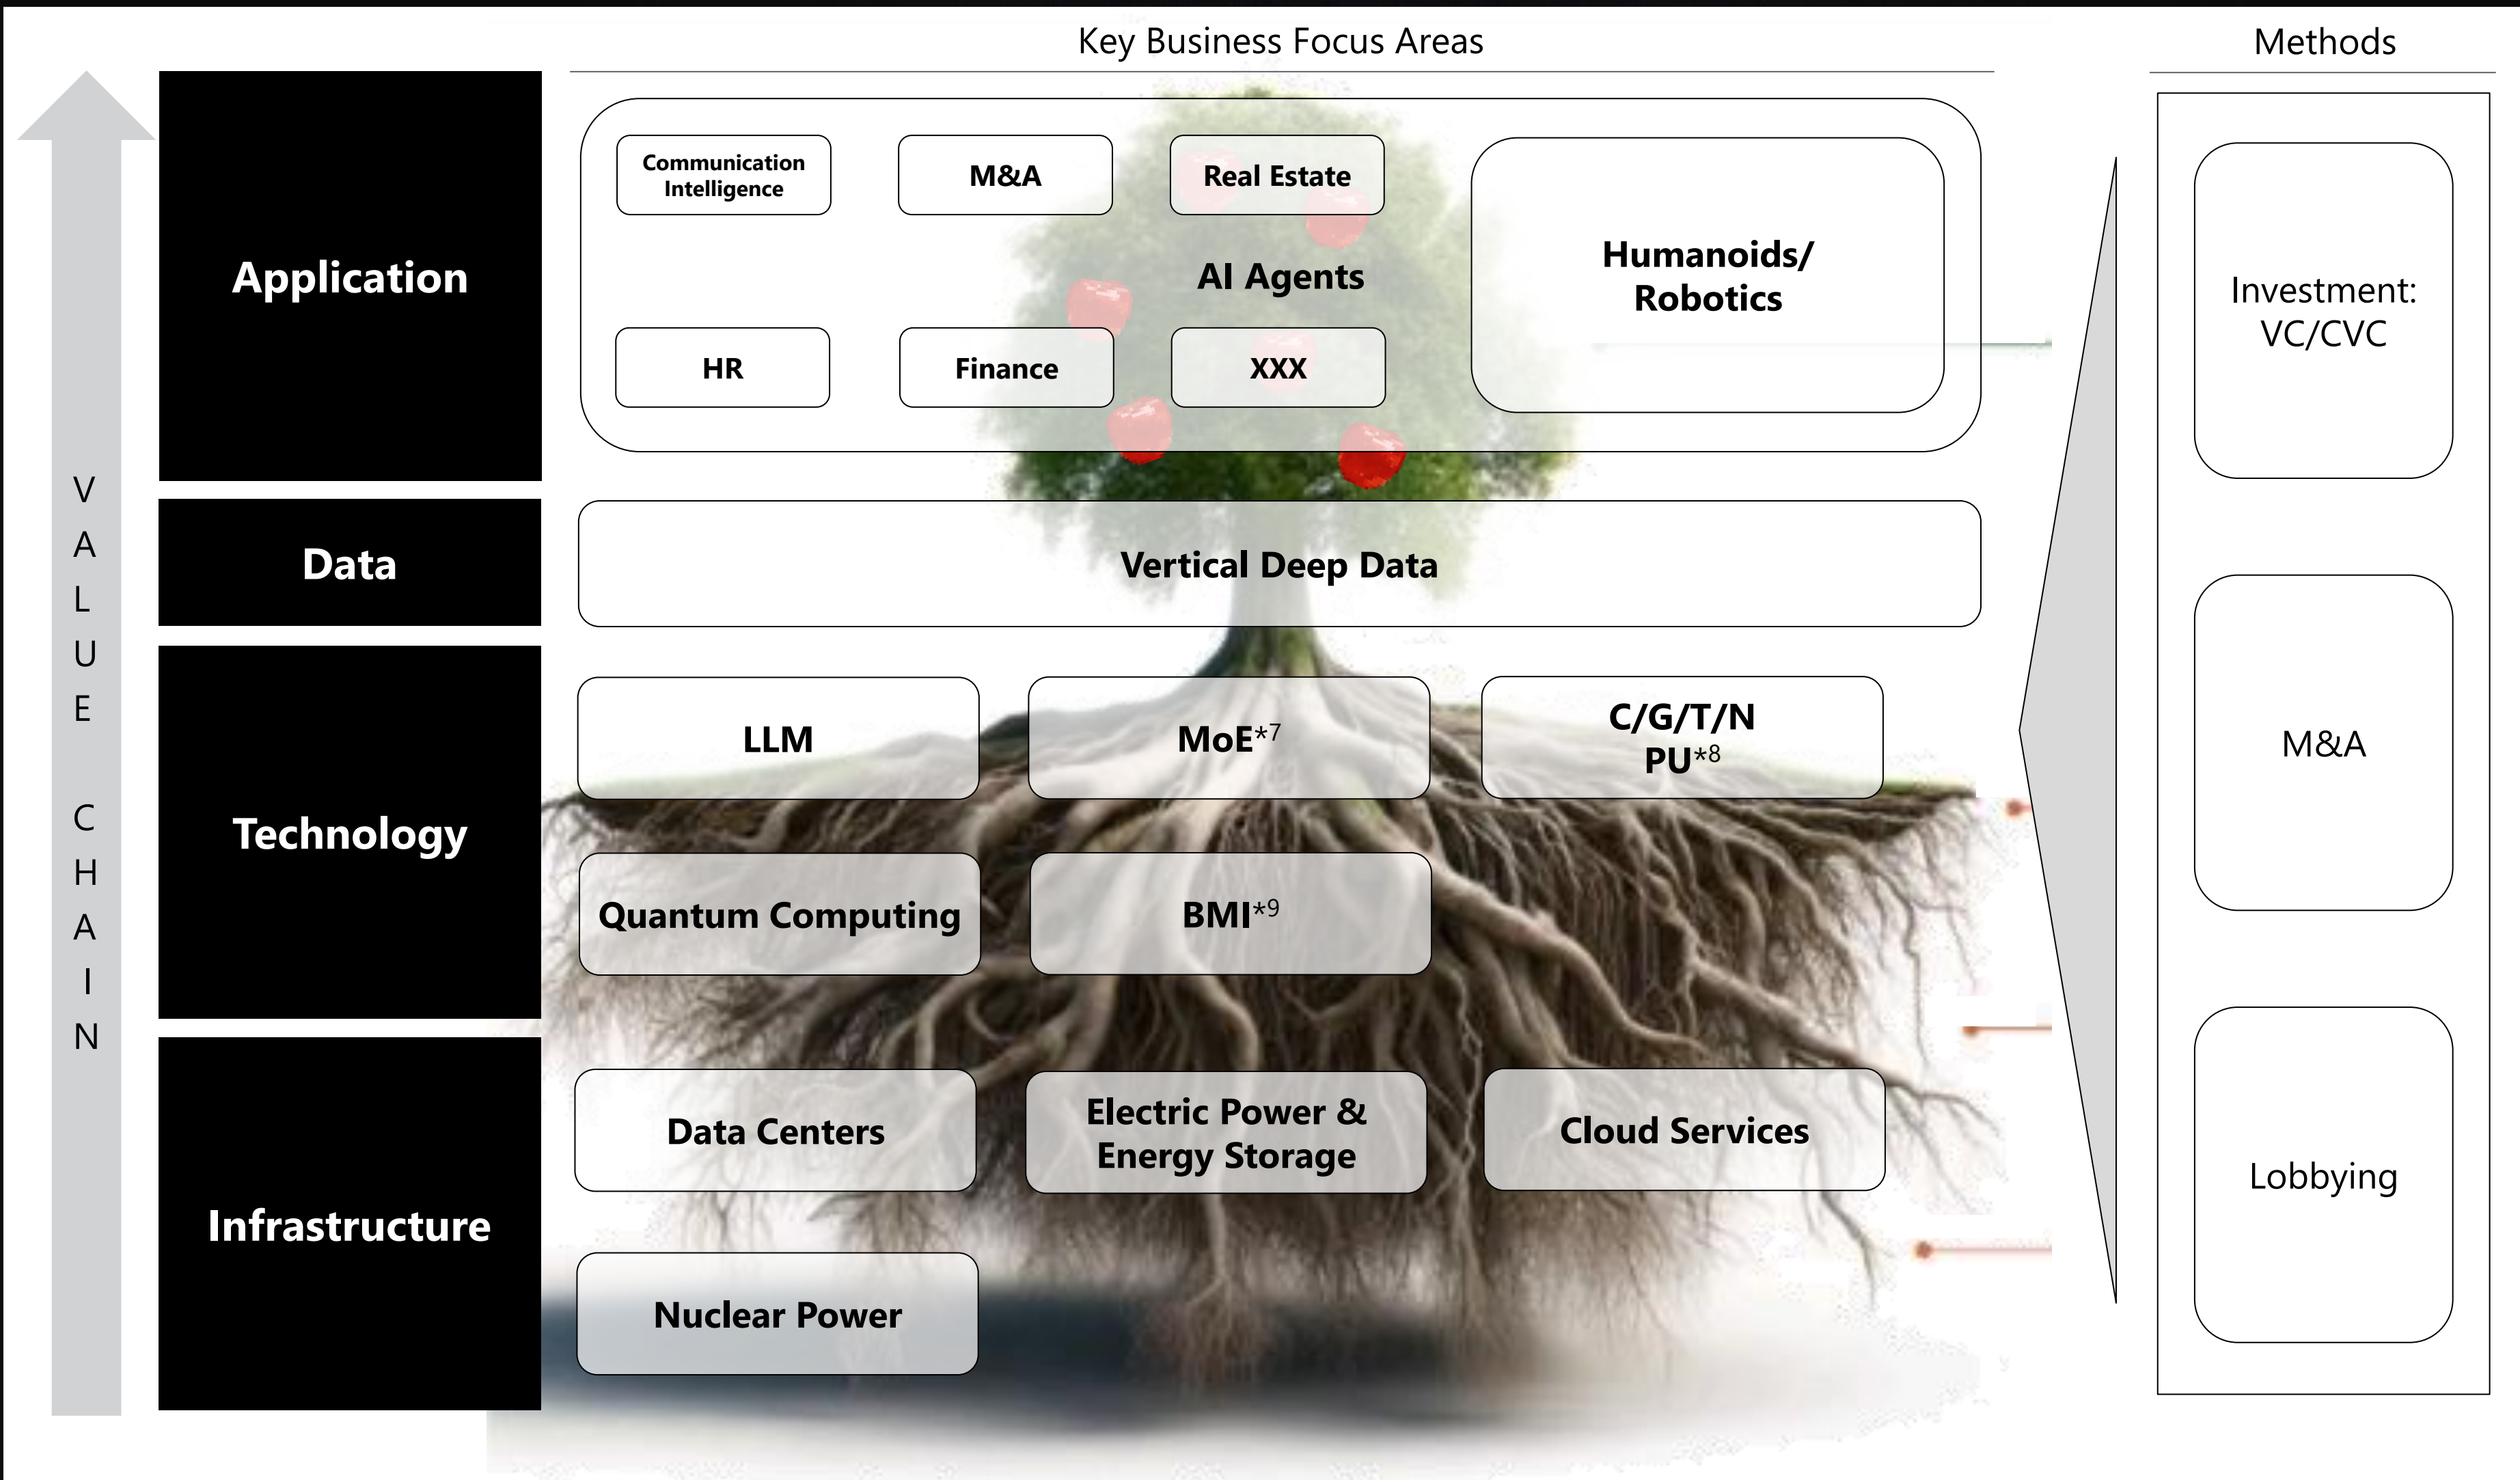 Key Business Focus Areas
Methods
VALUE CHAIN
Application
Communication
Intelligence
M&A
Real Estate
AI Agents
HR
Finance
XXX
Humanoids/
Robotics
Data
Vertical Deep Data
Technology
LLM
MoE*7
C/G/T/N
PU*8
Quantum Computing
BMI*9
Infrastructure
Data Centers
Electric Power &
Energy Storage
Cloud Services
Nuclear Power
Investment:
VC/CVC
M&A
Lobbying